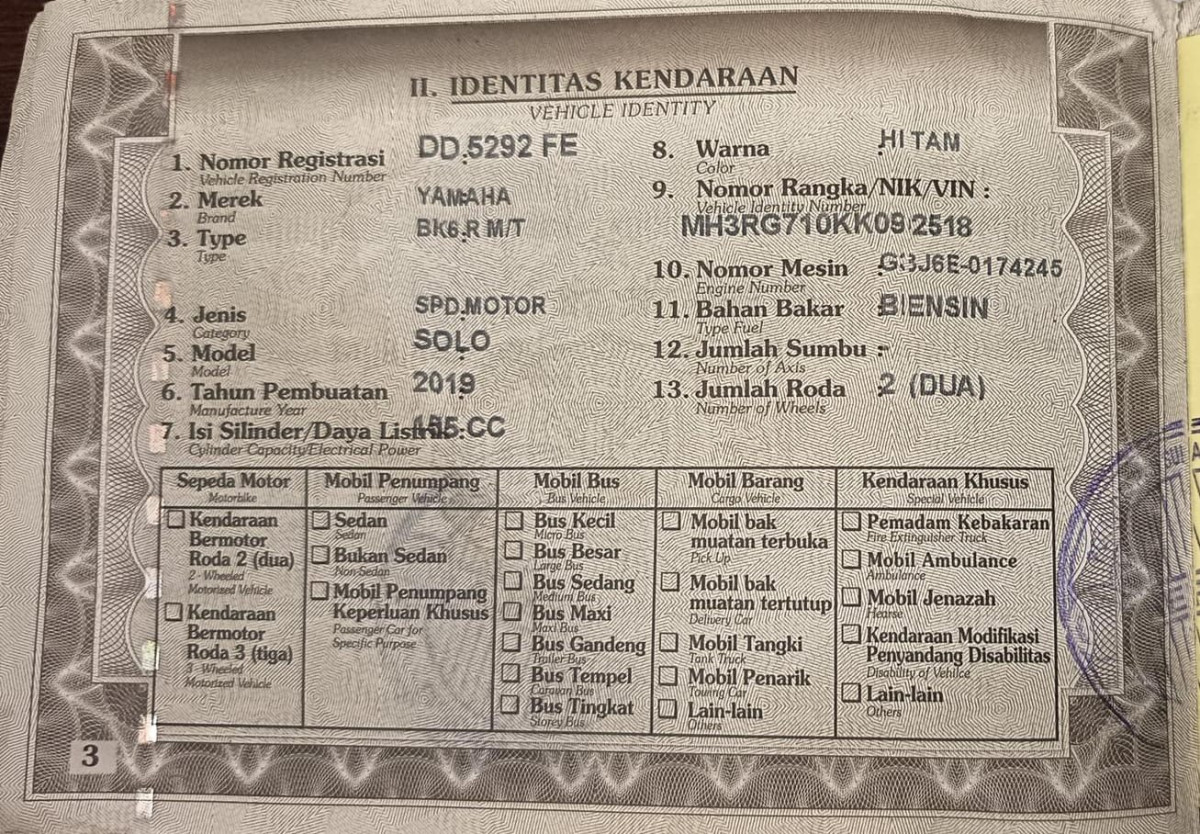 II. IDENTITAS KENDARAAN
VEHICLE IDENTITY
1. Nomor Registrasi : DD 5292 FE
Vehicle Registration Number
2. Merek : YAMAHA
Brand
3. Type : BK6 R M/T
Type
4. Jenis : SPD.MOTOR
Category
5. Model : SOLO
Model
6. Tahun Pembuatan : 2019
Manufacture Year
7. Isi Silinder/Daya Listrik : 155 CC
Cylinder Capacity/Electrical Power
8. Warna : HITAM
Color
9. Nomor Rangka/NIK/VIN :
Vehicle Identity Number
MH3RG710KK092518
10. Nomor Mesin : G3J6E-0174245
Engine Number
11. Bahan Bakar : BENSIN
Type Fuel
12. Jumlah Sumbu : -
Number of Axis
13. Jumlah Roda : 2 (DUA)
Number of Wheels
Sepeda Motor
Motorbike
Kendaraan
Bermotor
Roda 2 (dua)
2 - Wheeled
Motorized Vehicle
Kendaraan
Bermotor
Roda 3 (tiga)
3 - Wheeled
Motorized Vehicle
Mobil Penumpang
Passenger Vehicle
Sedan
Sedan
Bukan Sedan
Non-Sedan
Mobil Penumpang
Keperluan Khusus
Passenger Car for
Specific Purpose
Mobil Bus
Bus Vehicle
Bus Kecil
Micro Bus
Bus Besar
Large Bus
Bus Sedang
Medium Bus
Bus Maxi
Maxi Bus
Bus Gandeng
Trailer Bus
Bus Tempel
Caravan Bus
Bus Tingkat
Storey Bus
Mobil Barang
Cargo Vehicle
Mobil bak
muatan terbuka
Pick Up
Mobil bak
muatan tertutup
Delivery Car
Mobil Tangki
Tank Truck
Mobil Penarik
Towing Car
Lain-lain
Others
Kendaraan Khusus
Special Vehicle
Pemadam Kebakaran
Fire Extinguisher Truck
Mobil Ambulance
Ambulance
Mobil Jenazah
Hearse
Kendaraan Modifikasi
Penyandang Disabilitas
Disability of Vehilce
Lain-lain
Others
3